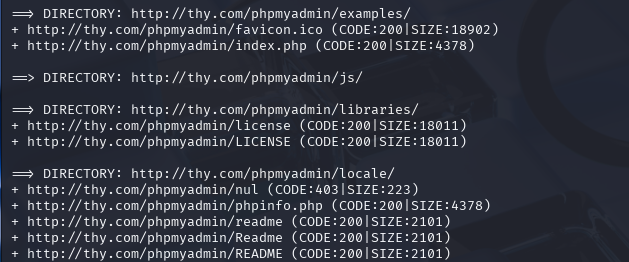 ==> DIRECTORY: http://thy.com/phpmyadmin/examples/
+ http://thy.com/phpmyadmin/favicon.ico (CODE:200|SIZE:18902)
+ http://thy.com/phpmyadmin/index.php (CODE:200|SIZE:4378)
==> DIRECTORY: http://thy.com/phpmyadmin/js/
==> DIRECTORY: http://thy.com/phpmyadmin/libraries/
+ http://thy.com/phpmyadmin/license (CODE:200|SIZE:18011)
+ http://thy.com/phpmyadmin/LICENSE (CODE:200|SIZE:18011)
==> DIRECTORY: http://thy.com/phpmyadmin/locale/
+ http://thy.com/phpmyadmin/nul (CODE:403|SIZE:223)
+ http://thy.com/phpmyadmin/phpinfo.php (CODE:200|SIZE:4378)
+ http://thy.com/phpmyadmin/readme (CODE:200|SIZE:2101)
+ http://thy.com/phpmyadmin/Readme (CODE:200|SIZE:2101)
+ http://thy.com/phpmyadmin/README (CODE:200|SIZE:2101)